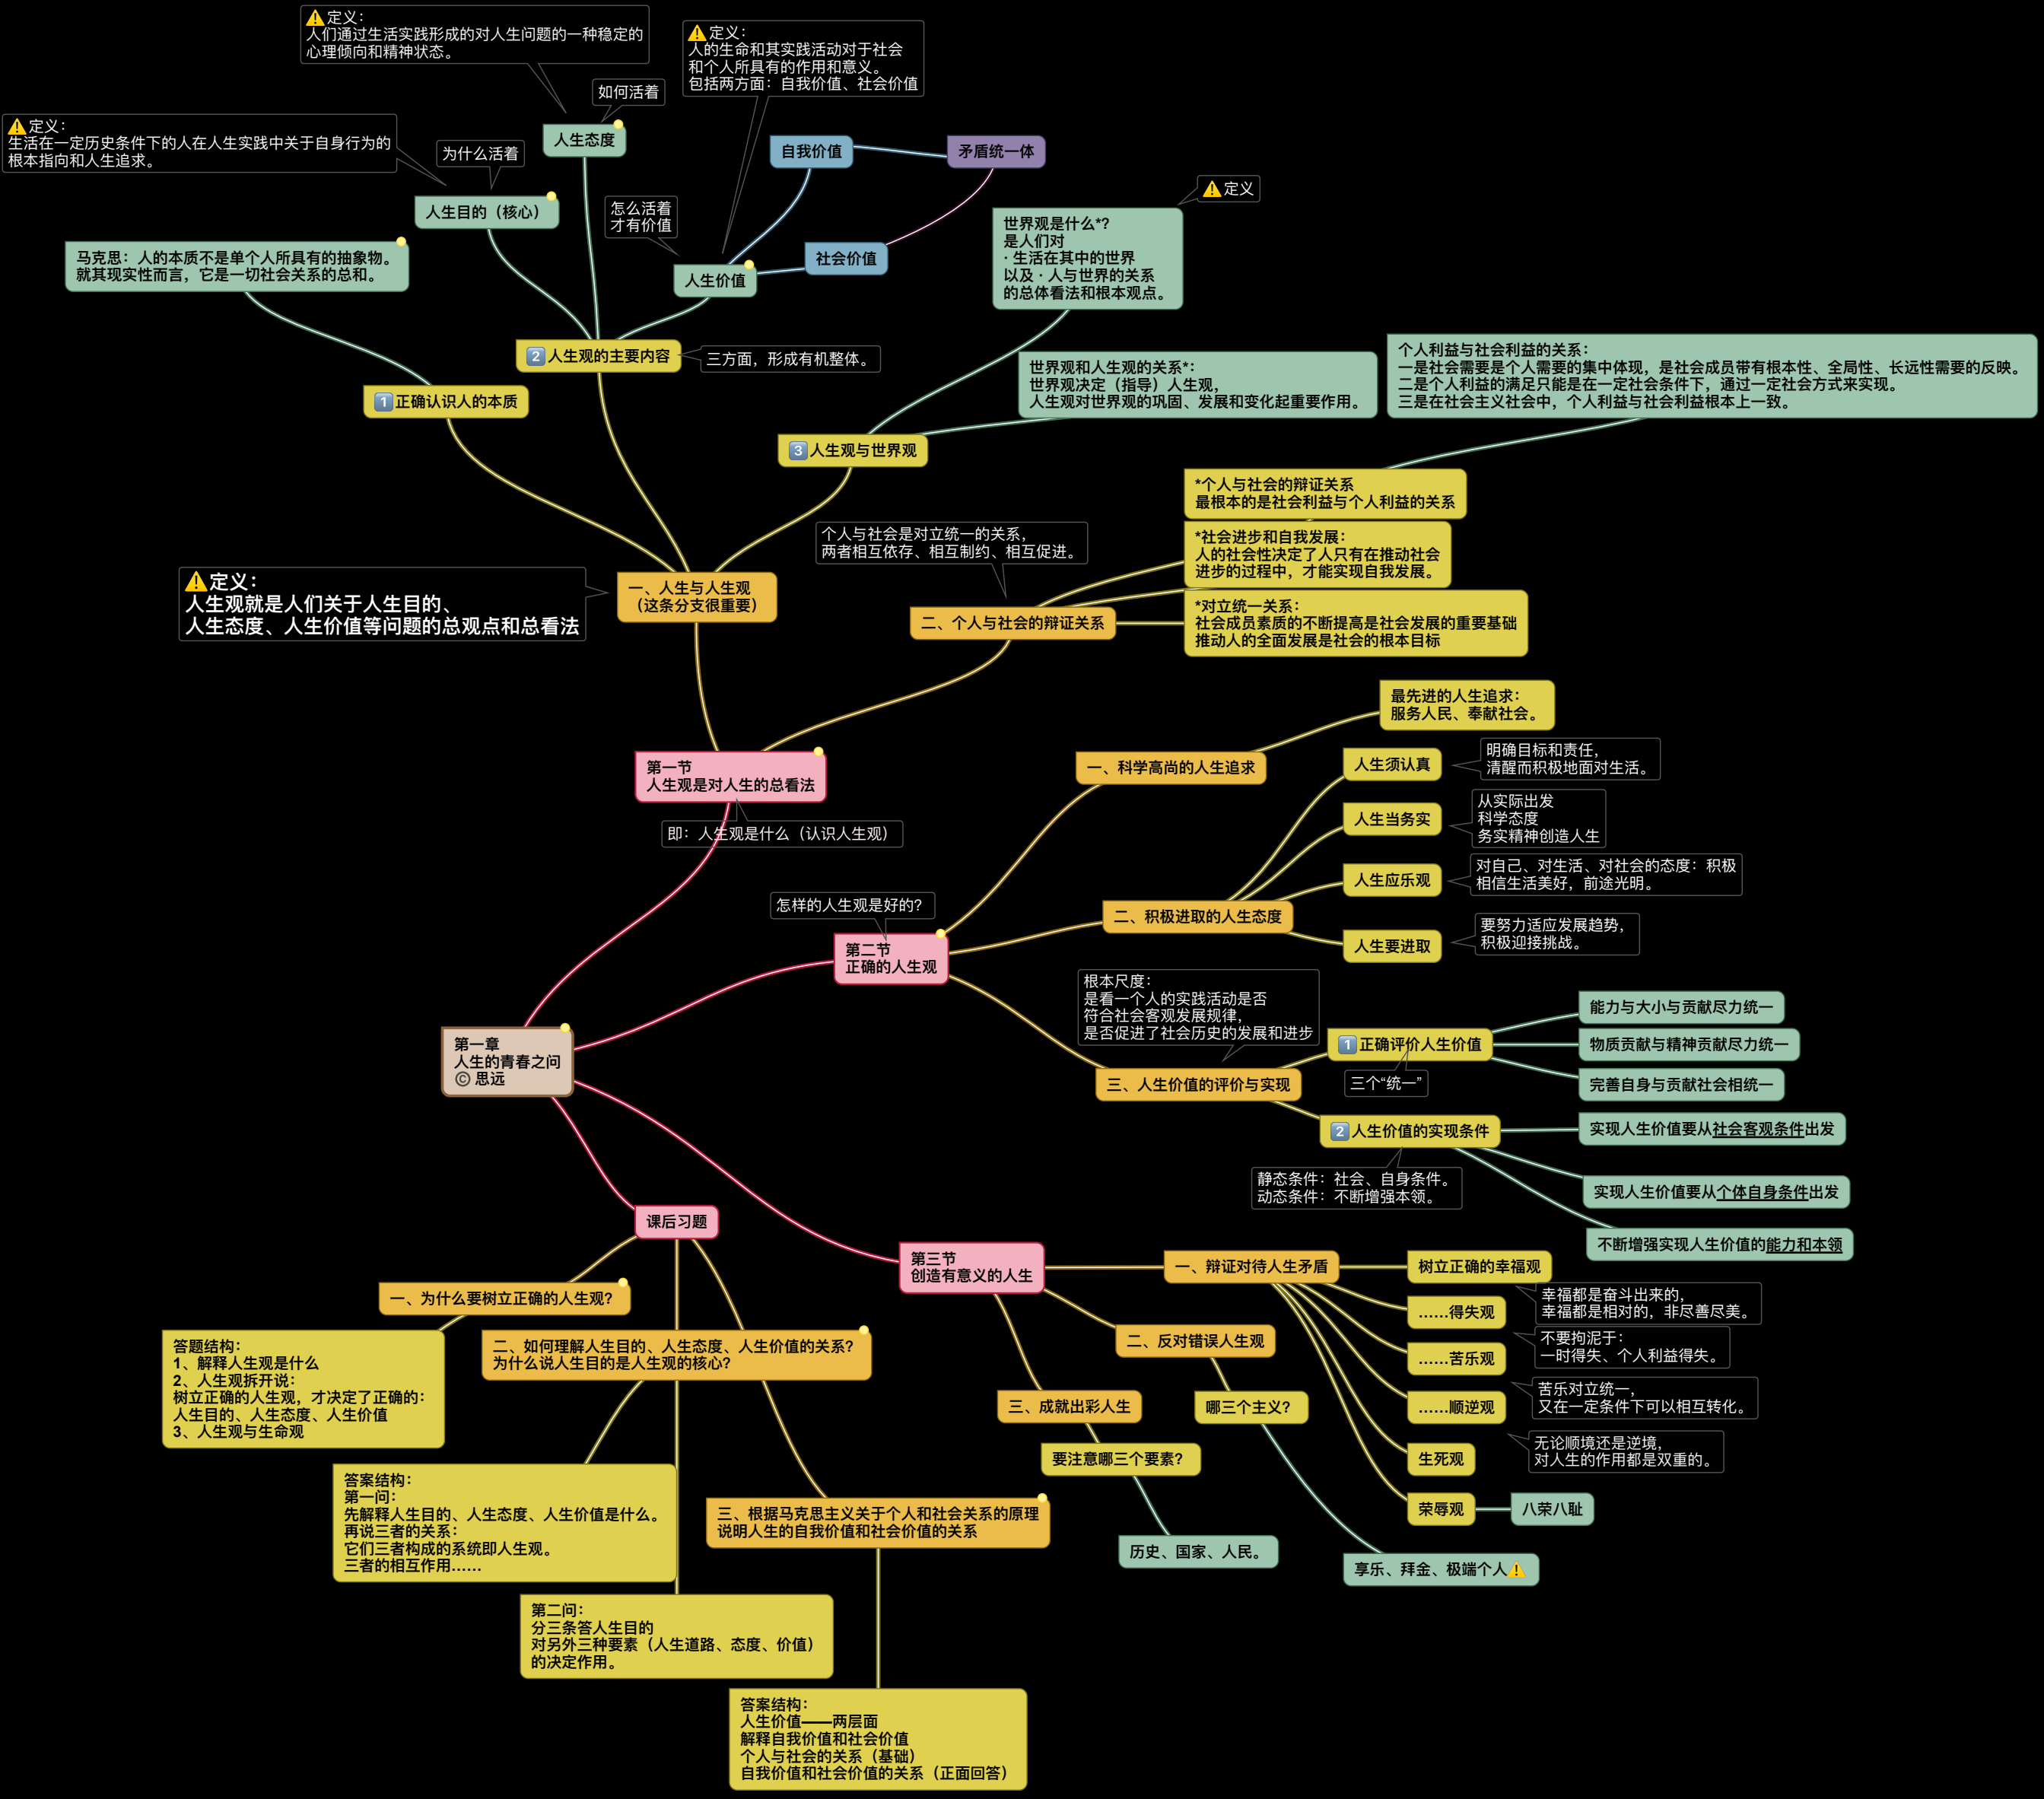 ⚠️定义：
人们通过生活实践形成的对人生问题的一种稳定的
心理倾向和精神状态。
⚠️定义：
人的生命和其实践活动对于社会
和个人所具有的作用和意义。
包括两方面：自我价值、社会价值
如何活着
⚠️定义：
生活在一定历史条件下的人在人生实践中关于自身行为的
根本指向和人生追求。
为什么活着
人生态度
自我价值
矛盾统一体
⚠️定义
人生目的（核心）
怎么活着
才有价值
世界观是什么*?
是人们对
· 生活在其中的世界
以及 · 人与世界的关系
的总体看法和根本观点。
马克思：人的本质不是单个人所具有的抽象物。
就其现实性而言，它是一切社会关系的总和。
社会价值
人生价值
2 人生观的主要内容
三方面，形成有机整体。
世界观和人生观的关系*：
世界观决定（指导）人生观，
人生观对世界观的巩固、发展和变化起重要作用。
个人利益与社会利益的关系：
一是社会需要是个人需要的集中体现，是社会成员带有根本性、全局性、长远性需要的反映。
二是个人利益的满足只能是在一定社会条件下，通过一定社会方式来实现。
三是在社会主义社会中，个人利益与社会利益根本上一致。
1 正确认识人的本质
3 人生观与世界观
*个人与社会的辩证关系
最根本的是社会利益与个人利益的关系
个人与社会是对立统一的关系，
两者相互依存、相互制约、相互促进。
*社会进步和自我发展：
人的社会性决定了人只有在推动社会
进步的过程中，才能实现自我发展。
⚠️定义：
人生观就是人们关于人生目的、
人生态度、人生价值等问题的总观点和总看法
一、人生与人生观
（这条分支很重要）
二、个人与社会的辩证关系
*对立统一关系：
社会成员素质的不断提高是社会发展的重要基础
推动人的全面发展是社会的根本目标
第一节
人生观是对人生的总看法
即：人生观是什么（认识人生观）
一、科学高尚的人生追求
最先进的人生追求：
服务人民、奉献社会。
人生须认真
明确目标和责任，
清醒而积极地面对生活。
人生当务实
从实际出发
科学态度
务实精神创造人生
人生应乐观
对自己、对生活、对社会的态度：积极
相信生活美好，前途光明。
怎样的人生观是好的?
第二节
正确的人生观
二、积极进取的人生态度
人生要进取
要努力适应发展趋势，
积极迎接挑战。
根本尺度：
是看一个人的实践活动是否
符合社会客观发展规律，
是否促进了社会历史的发展和进步
第一章
人生的青春之问
© 思远
1 正确评价人生价值
三个“统一”
能力与大小与贡献尽力统一
物质贡献与精神贡献尽力统一
完善自身与贡献社会相统一
三、人生价值的评价与实现
2 人生价值的实现条件
实现人生价值要从社会客观条件出发
静态条件：社会、自身条件。
动态条件：不断增强本领。
实现人生价值要从个体自身条件出发
不断增强实现人生价值的能力和本领
课后习题
第三节
创造有意义的人生
一、辩证对待人生矛盾
树立正确的幸福观
幸福都是奋斗出来的，
幸福都是相对的，非尽善尽美。
……得失观
不要拘泥于：
一时得失、个人利益得失。
……苦乐观
苦乐对立统一，
又在一定条件下可以相互转化。
……顺逆观
无论顺境还是逆境，
对人生的作用都是双重的。
生死观
荣辱观
八荣八耻
二、反对错误人生观
哪三个主义?
享乐、拜金、极端个人⚠️
三、成就出彩人生
要注意哪三个要素?
历史、国家、人民。
一、为什么要树立正确的人生观?
答题结构：
1、解释人生观是什么
2、人生观拆开说：
树立正确的人生观，才决定了正确的：
人生目的、人生态度、人生价值
3、人生观与生命观
二、如何理解人生目的、人生态度、人生价值的关系?
为什么说人生目的是人生观的核心?
答案结构：
第一问：
先解释人生目的、人生态度、人生价值是什么。
再说三者的关系：
它们三者构成的系统即人生观。
三者的相互作用……
第二问：
分三条答人生目的
对另外三种要素（人生道路、态度、价值）
的决定作用。
三、根据马克思主义关于个人和社会关系的原理
说明人生的自我价值和社会价值的关系
答案结构：
人生价值——两层面
解释自我价值和社会价值
个人与社会的关系（基础）
自我价值和社会价值的关系（正面回答）